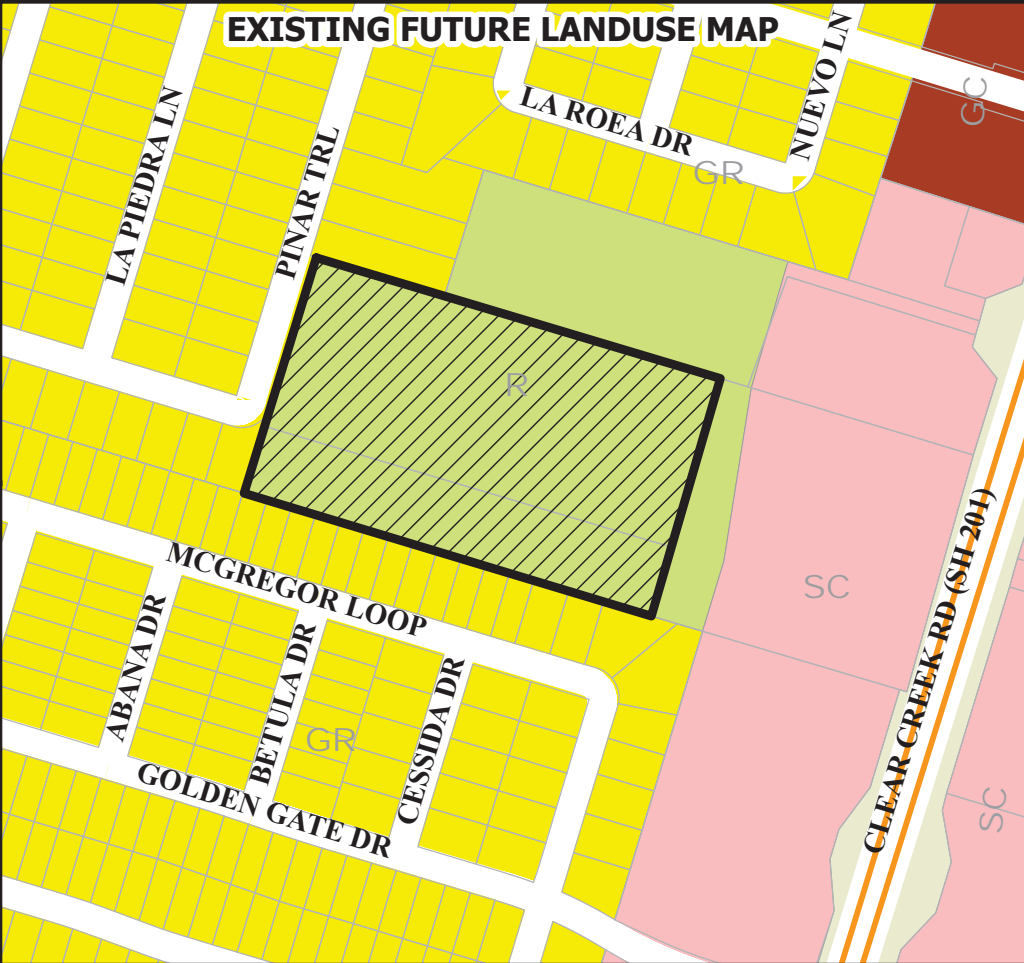 EXISTING FUTURE LANDUSE MAP
NUEVO LN
GC
LA ROEA DR
GR
LA PIEDRA LN
PINAR TRL
R
MCGREGOR LOOP
SC
CLEAR CREEK RD (SH 201)
ABANA DR
BETULA DR
CESSIDA DR
GR
GOLDEN GATE DR
SC